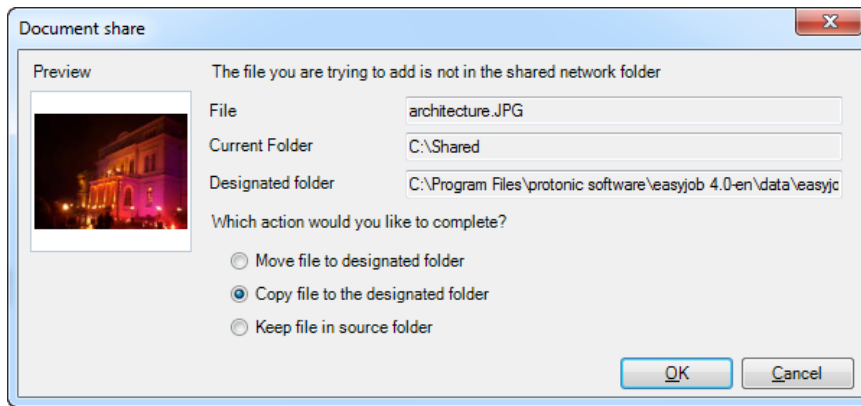 Document share
Preview
The file you are trying to add is not in the shared network folder
File
architecture.JPG
Current Folder
C:\Shared
Designated folder
C:\Program Files\protonic software\easyjob 4.0-en\data\easyjo
Which action would you like to complete?
Move file to designated folder
Copy file to the designated folder
Keep file in source folder
OK
Cancel